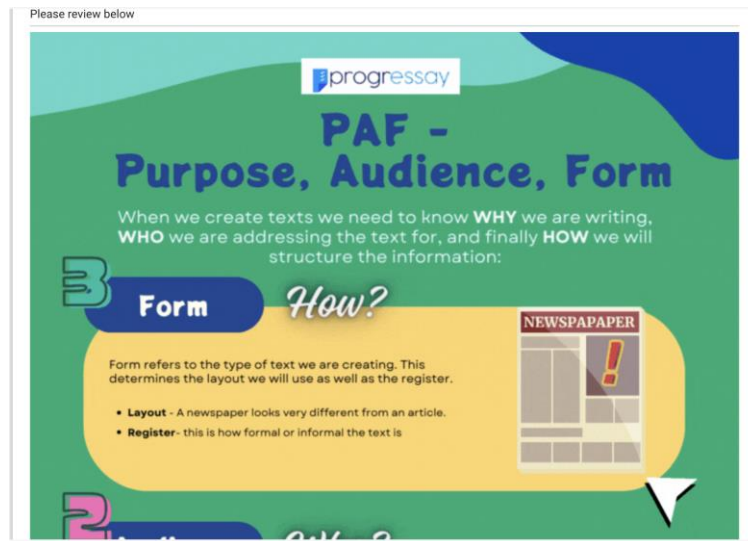 Please review below
progressay
PAF -
Purpose, Audience, Form
When we create texts we need to know WHY we are writing,
WHO we are addressing the text for, and finally HOW we will
structure the information:
3
Form
How?
NEWSPAPAPER
!
Form refers to the type of text we are creating. This
determines the layout we will use as well as the register.
• Layout - A newspaper looks very different from an article.
• Register- this is how formal or informal the text is
2